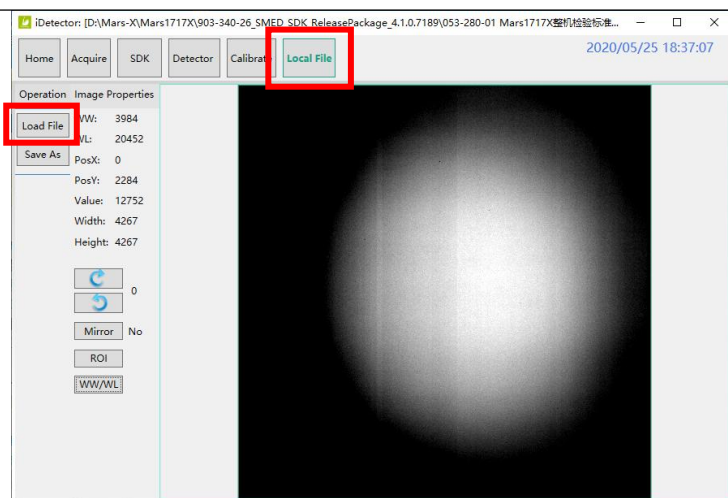 iDetector: [D:\Mars-X\Mars1717X\903-340-26_SMED_SDK_ReleasePackage_4.1.0.7189\053-280-01 Mars1717X整机检验标准...
2020/05/25 18:37:07
Home Acquire SDK Detector Calibrate Local File
Operation Image Properties
Load File
WW: 3984
WL: 20452
Save As
PosX: 0
PosY: 2284
Value: 12752
Width: 4267
Height: 4267
0
Mirror No
ROI
WW/WL